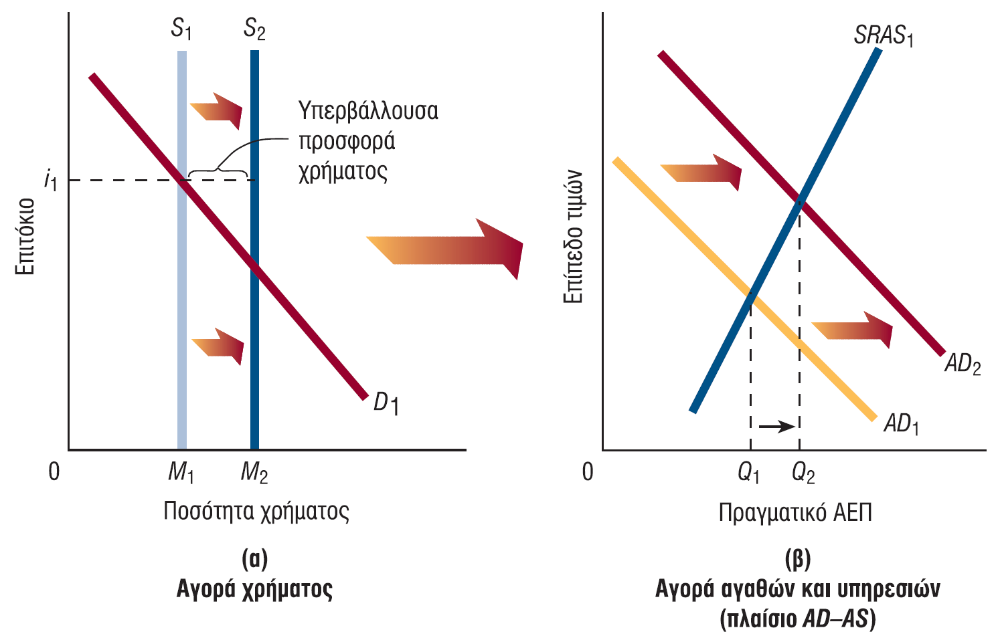 S1
S2
Υπερβάλλουσα
προσφορά
χρήματος
i1
Επιτόκιο
D1
0
M1
M2
Ποσότητα χρήματος
(α)
Αγορά χρήματος
SRAS1
Επίπεδο τιμών
AD2
AD1
0
Q1
Q2
Πραγματικό ΑΕΠ
(β)
Αγορά αγαθών και υπηρεσιών
(πλαίσιο AD–AS)